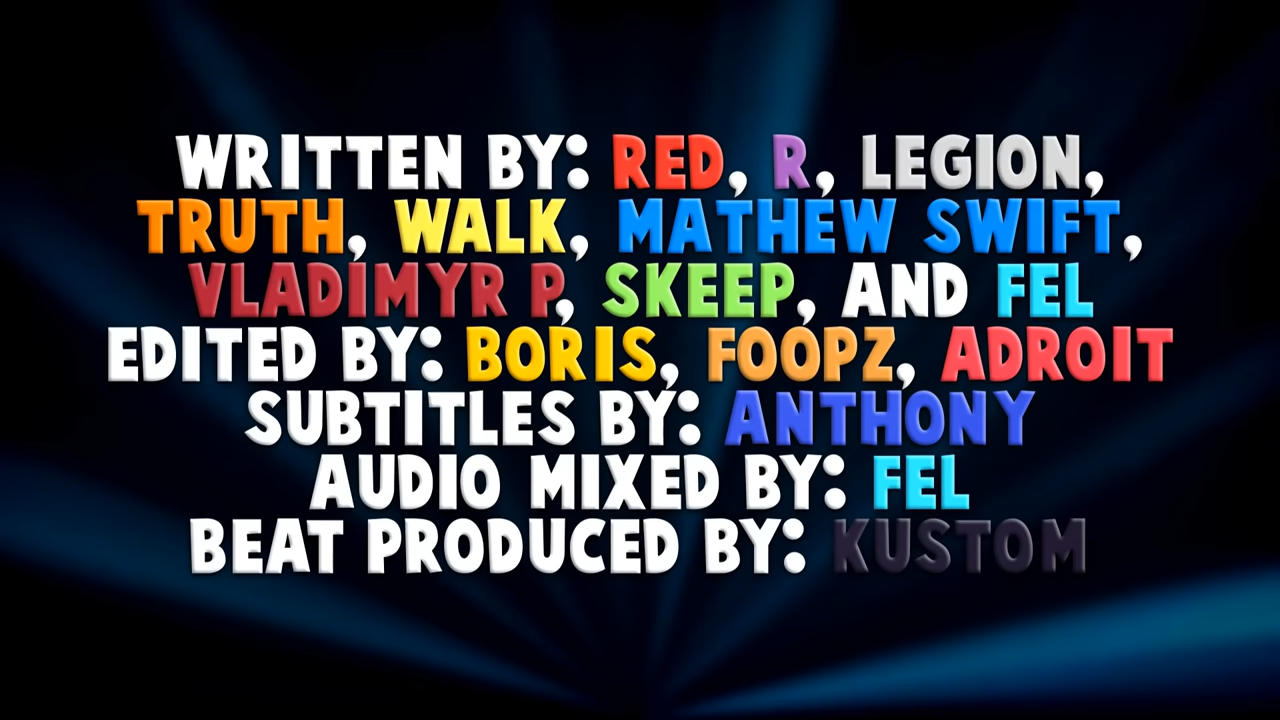 WRITTEN BY: RED, R, LEGION,
TRUTH, WALK, MATHEW SWIFT,
VLADIMYR P, SKEEP, AND FEL
EDITED BY: BORIS, FOOPZ, ADROIT
SUBTITLES BY: ANTHONY
AUDIO MIXED BY: FEL
BEAT PRODUCED BY: KUSTOM